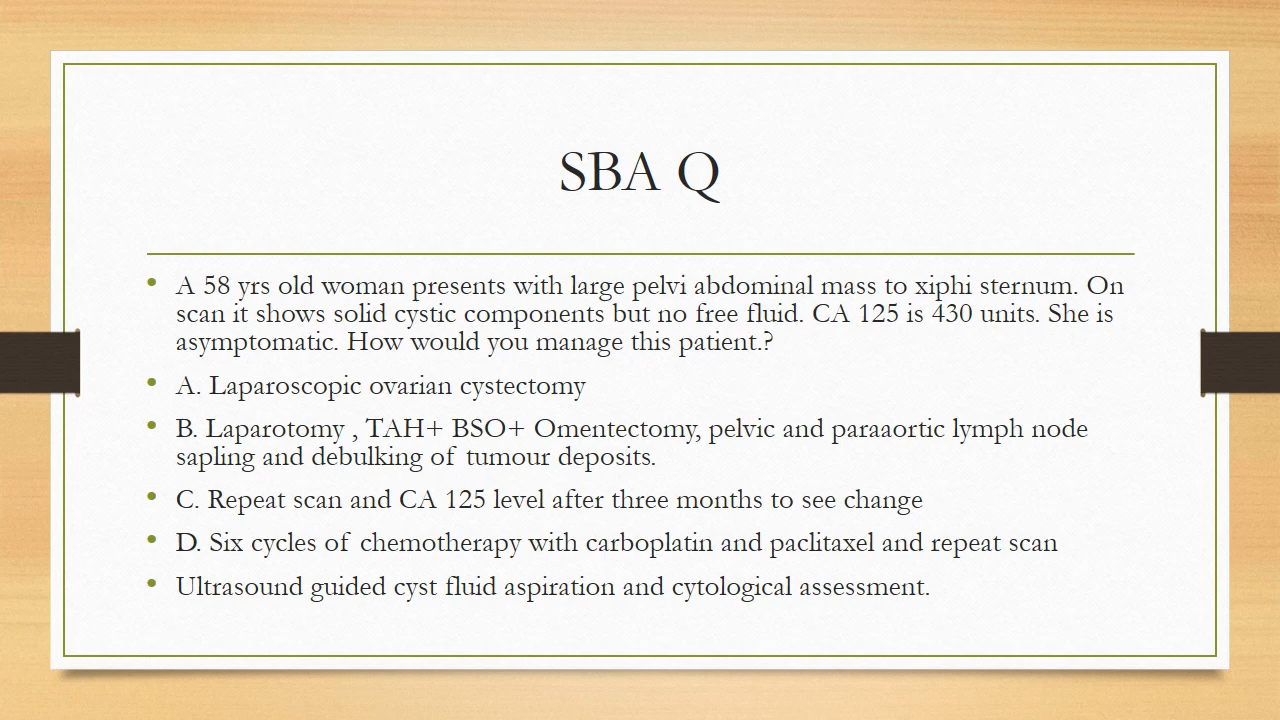 SBA Q
• A 58 yrs old woman presents with large pelvi abdominal mass to xiphi sternum. On
scan it shows solid cystic components but no free fluid. CA 125 is 430 units. She is
asymptomatic. How would you manage this patient.?
• A. Laparoscopic ovarian cystectomy
• B. Laparotomy , TAH+ BSO+ Omentectomy, pelvic and paraaortic lymph node
sapling and debulking of tumour deposits.
• C. Repeat scan and CA 125 level after three months to see change
• D. Six cycles of chemotherapy with carboplatin and paclitaxel and repeat scan
• Ultrasound guided cyst fluid aspiration and cytological assessment.